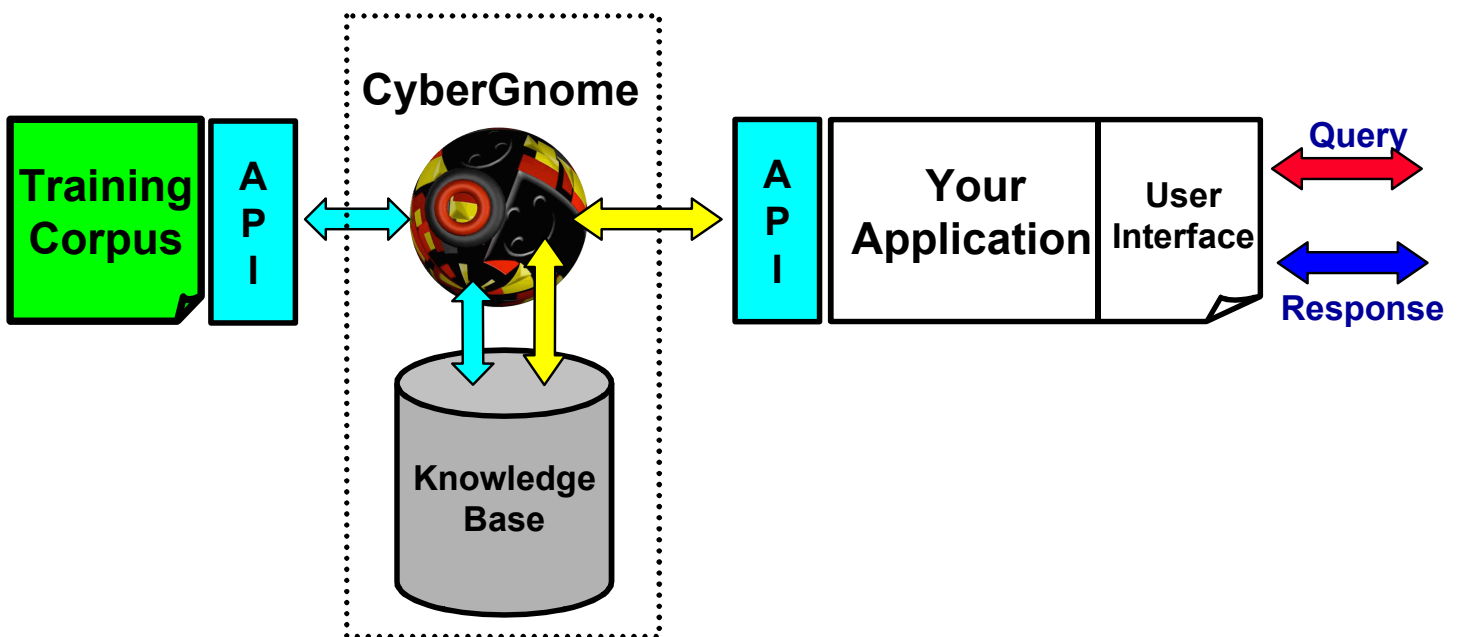 CyberGnome
Training
Corpus
A
P
I
A
P
I
Your
Application
User
Interface
Query
Response
Knowledge
Base